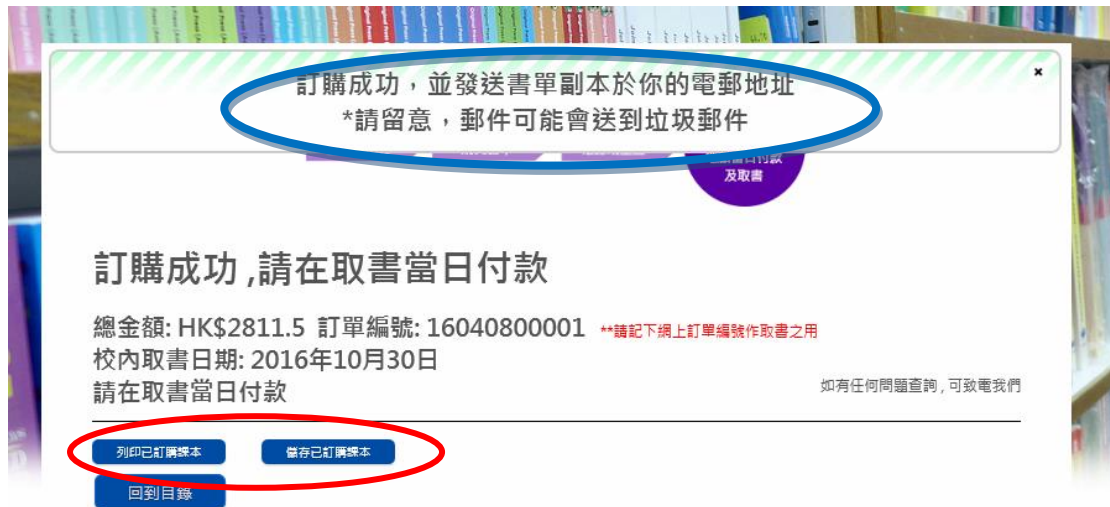 訂購成功，並發送書單副本於你的電郵地址
*請留意，郵件可能會送到垃圾郵件
及取書
訂購成功 ,請在取書當日付款
總金額: HK$2811.5 訂單編號: 16040800001 **請記下網上訂單編號作取書之用
校內取書日期: 2016年10月30日
請在取書當日付款
如有任何問題查詢 , 可致電我們
列印已訂購課本 儲存已訂購課本
回到目錄